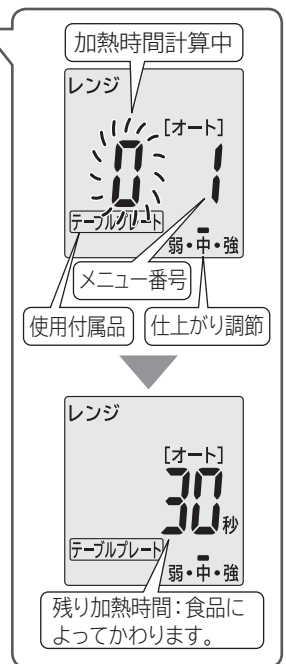 加熱時間計算中
レンジ
[オート]
0 1
テーブルプレート
弱・中・強
メニュー番号
使用付属品 仕上がり調節
レンジ
[オート]
30秒
テーブルプレート
弱・中・強
残り加熱時間：食品に
よってかわります。